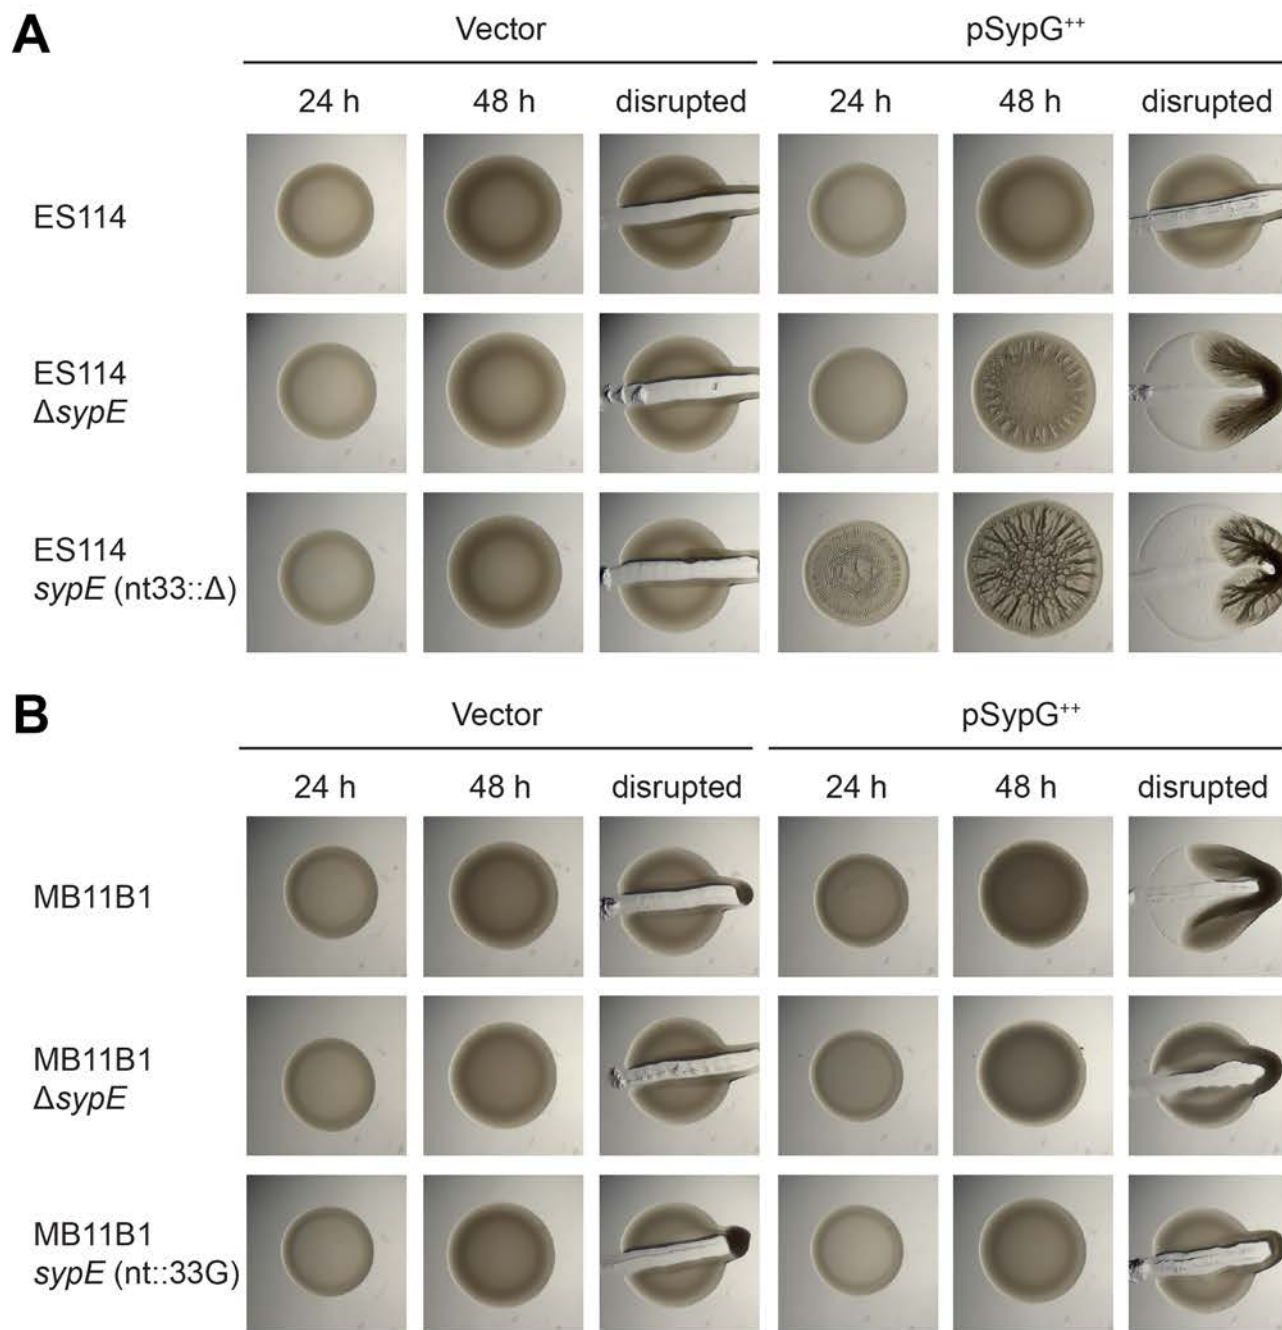 A
Vector pSypG++
24 h 48 h disrupted 24 h 48 h disrupted
ES114
ES114
ΔsypE
ES114
sypE (nt33::Δ)
B
Vector pSypG++
24 h 48 h disrupted 24 h 48 h disrupted
MB11B1
MB11B1
ΔsypE
MB11B1
sypE (nt::33G)